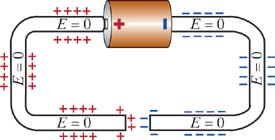 ++++
E = 0
+
−
E = 0
− − − −
++++
E = 0
E = 0
− − − −
++++
E = 0
+ + +
− − −
E = 0
− − − −